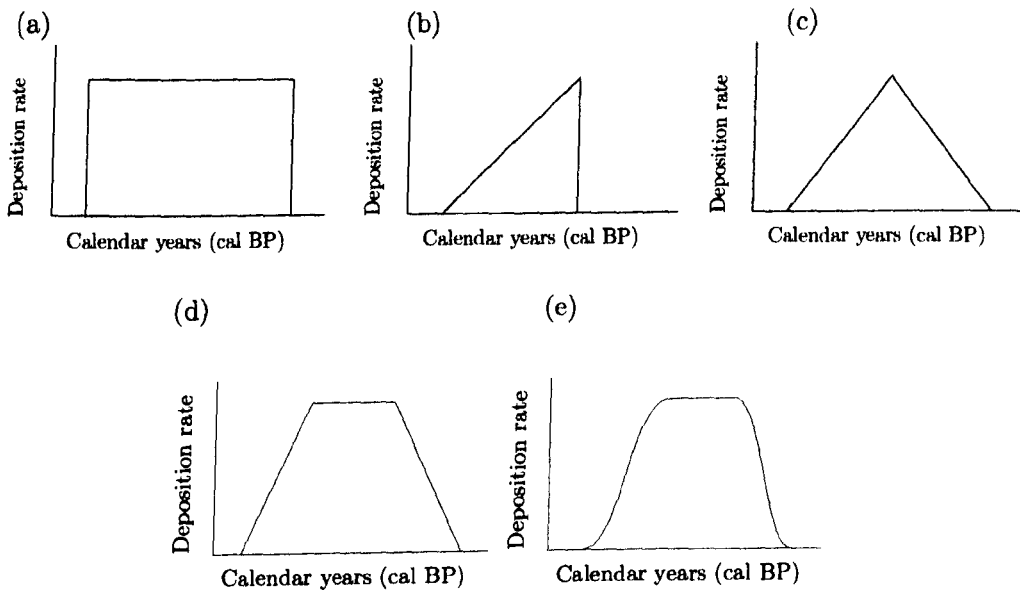 (a)
Deposition rate
Calendar years (cal BP)
(b)
Deposition rate
Calendar years (cal BP)
(c)
Deposition rate
Calendar years (cal BP)
(d)
Deposition rate
Calendar years (cal BP)
(e)
Deposition rate
Calendar years (cal BP)